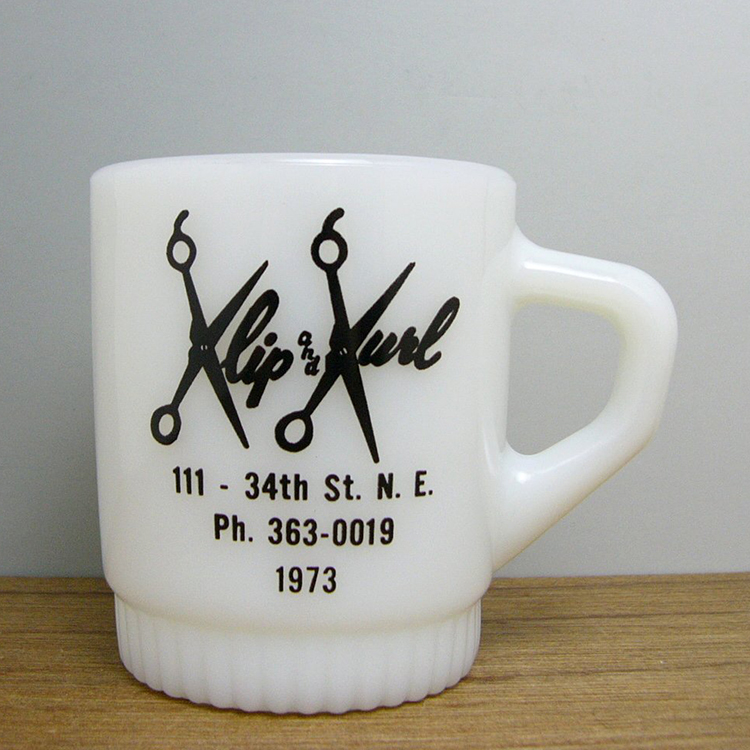 Klip and Kurl
111 - 34th St. N. E.
Ph. 363-0019
1973